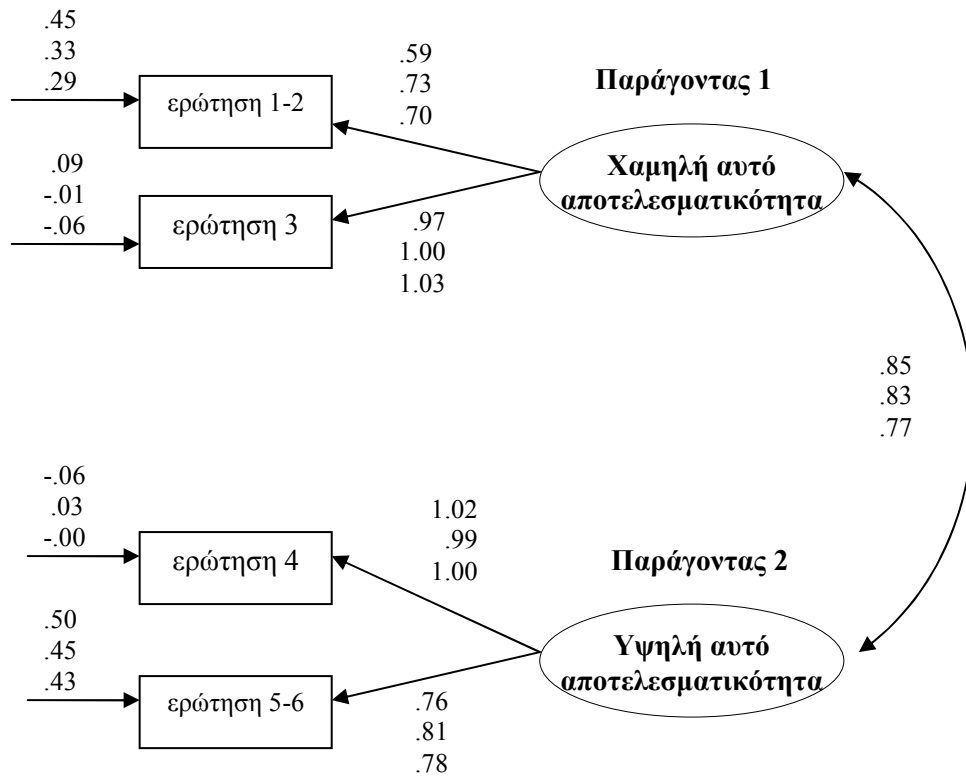 .45
.33
.29
ερώτηση 1-2
.59
.73
.70
Παράγοντας 1
Χαμηλή αυτό
αποτελεσματικότητα
.09
-.01
-.06
ερώτηση 3
.97
1.00
1.03
.85
.83
.77
-.06
.03
-.00
ερώτηση 4
1.02
.99
1.00
Παράγοντας 2
Υψηλή αυτό
αποτελεσματικότητα
.50
.45
.43
ερώτηση 5-6
.76
.81
.78